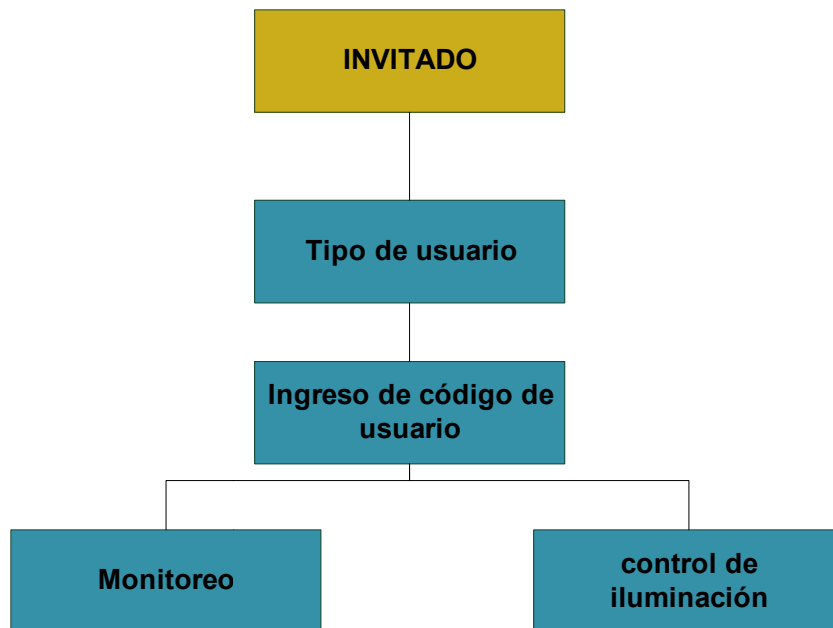 INVITADO
Tipo de usuario
Ingreso de código de
usuario
Monitoreo
control de
iluminación